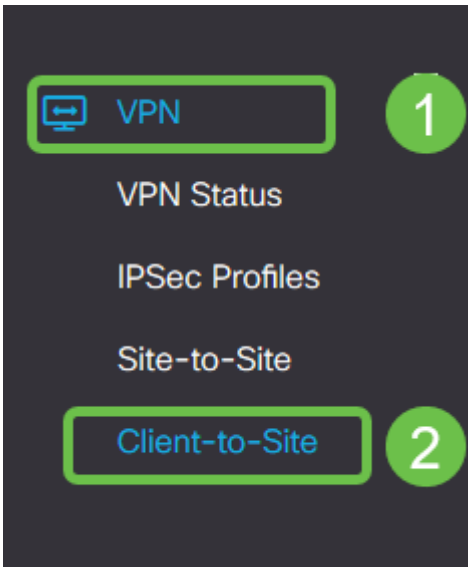 VPN 1
VPN Status
IPSec Profiles
Site-to-Site
Client-to-Site 2